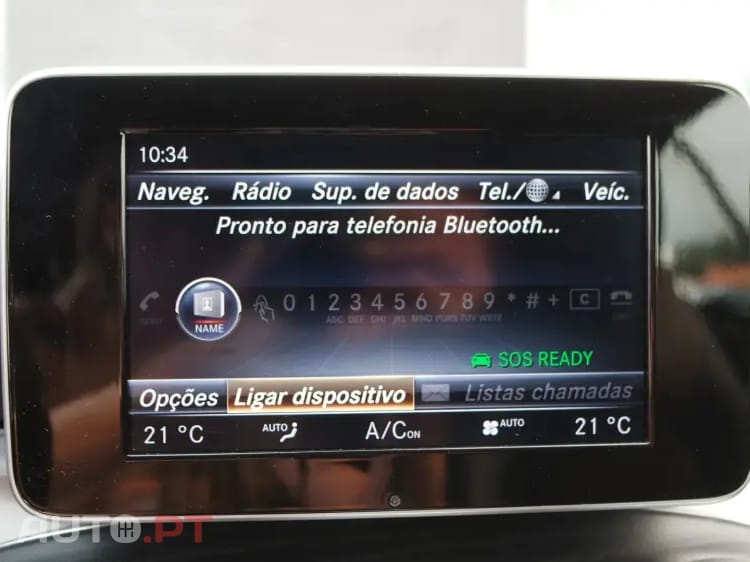 10:34
Naveg. Rádio Sup. de dados Tel./ Veíc.
Pronto para telefonia Bluetooth...
NAME 0 1 2 3 4 5 6 7 8 9 * # + C
ABC DEF GHI JKL MNO PQRS TUV WXYZ
SOS READY
Opções Ligar dispositivo Listas chamadas
21 °C AUTO A/C ON AUTO 21 °C
AUTO.PT